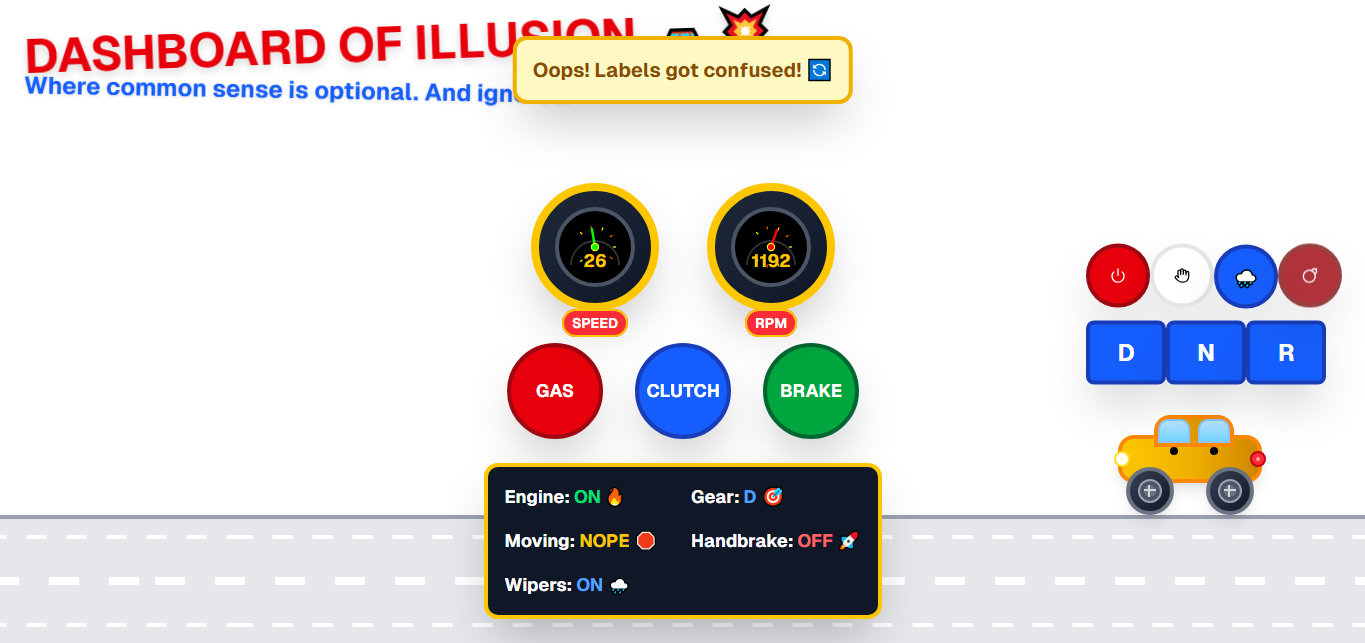 DASHBOARD OF ILLUSION
Where common sense is optional. And ign
Oops! Labels got confused!
26
1192
SPEED
RPM
GAS
CLUTCH
BRAKE
D
N
R
Engine: ON
Gear: D
Moving: NOPE
Handbrake: OFF
Wipers: ON